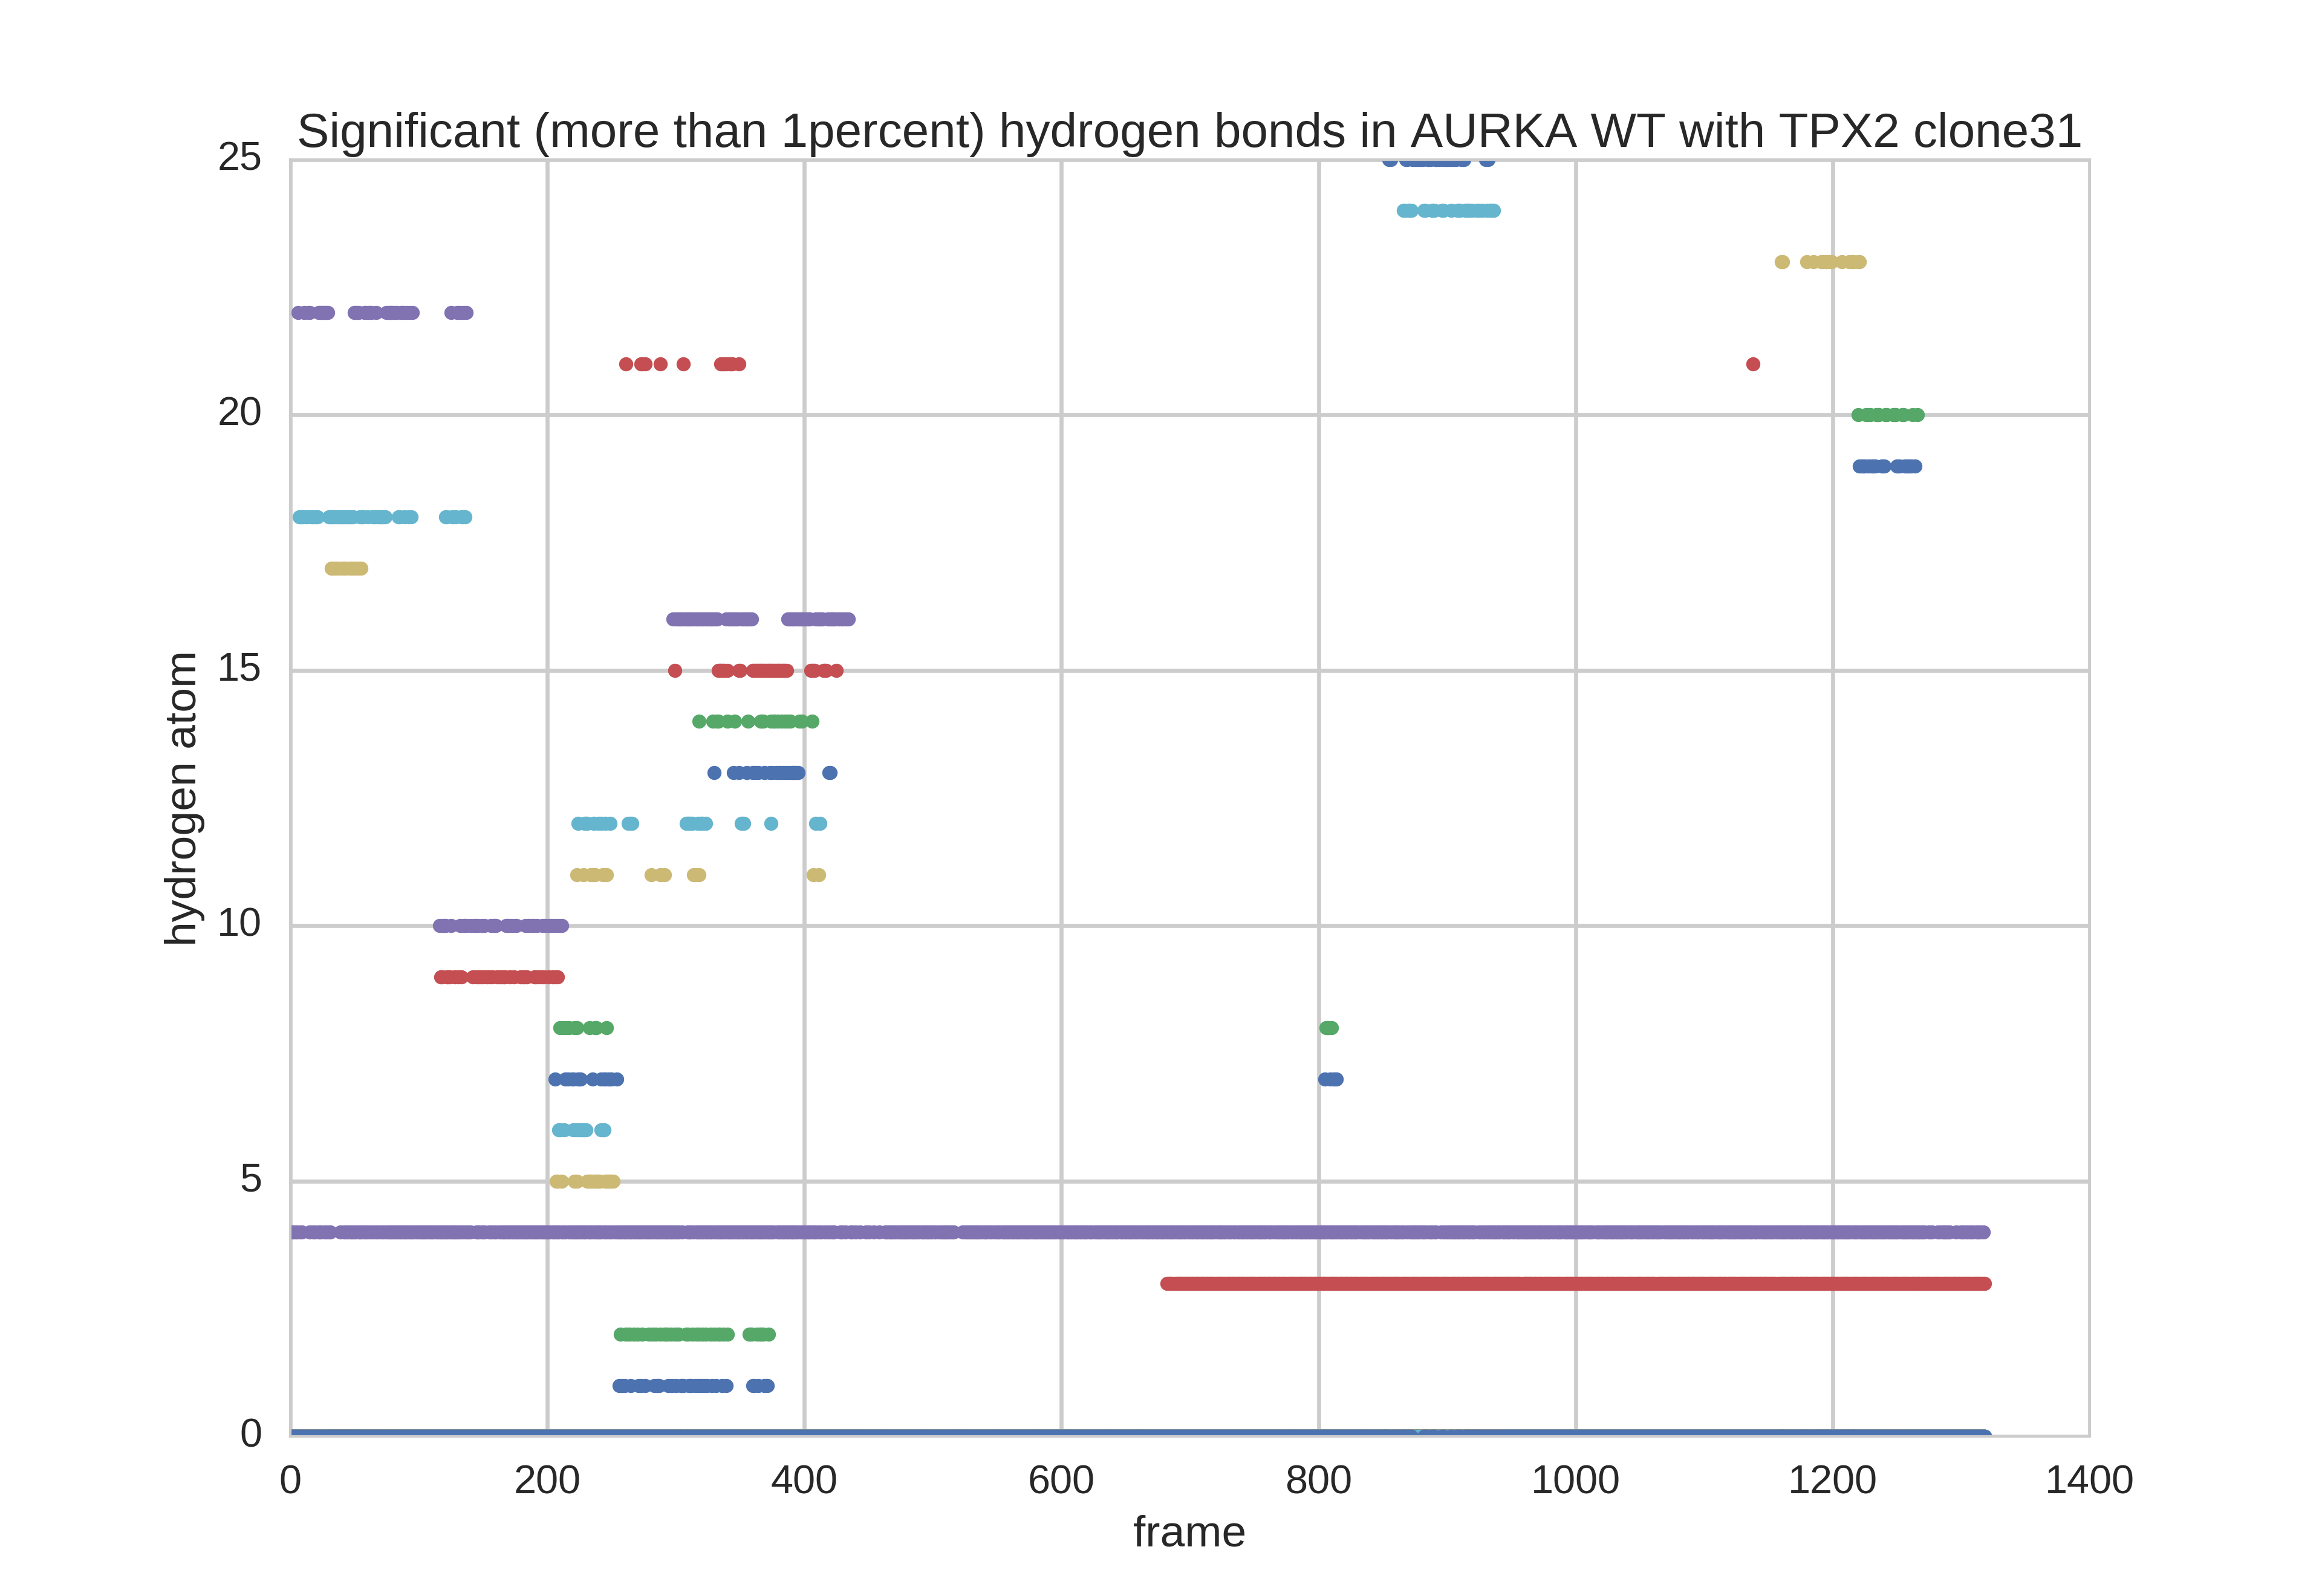 Significant (more than 1percent) hydrogen bonds in AURKA WT with TPX2 clone31
25
20
15
10
5
0
hydrogen atom
0 200 400 600 800 1000 1200 1400
frame